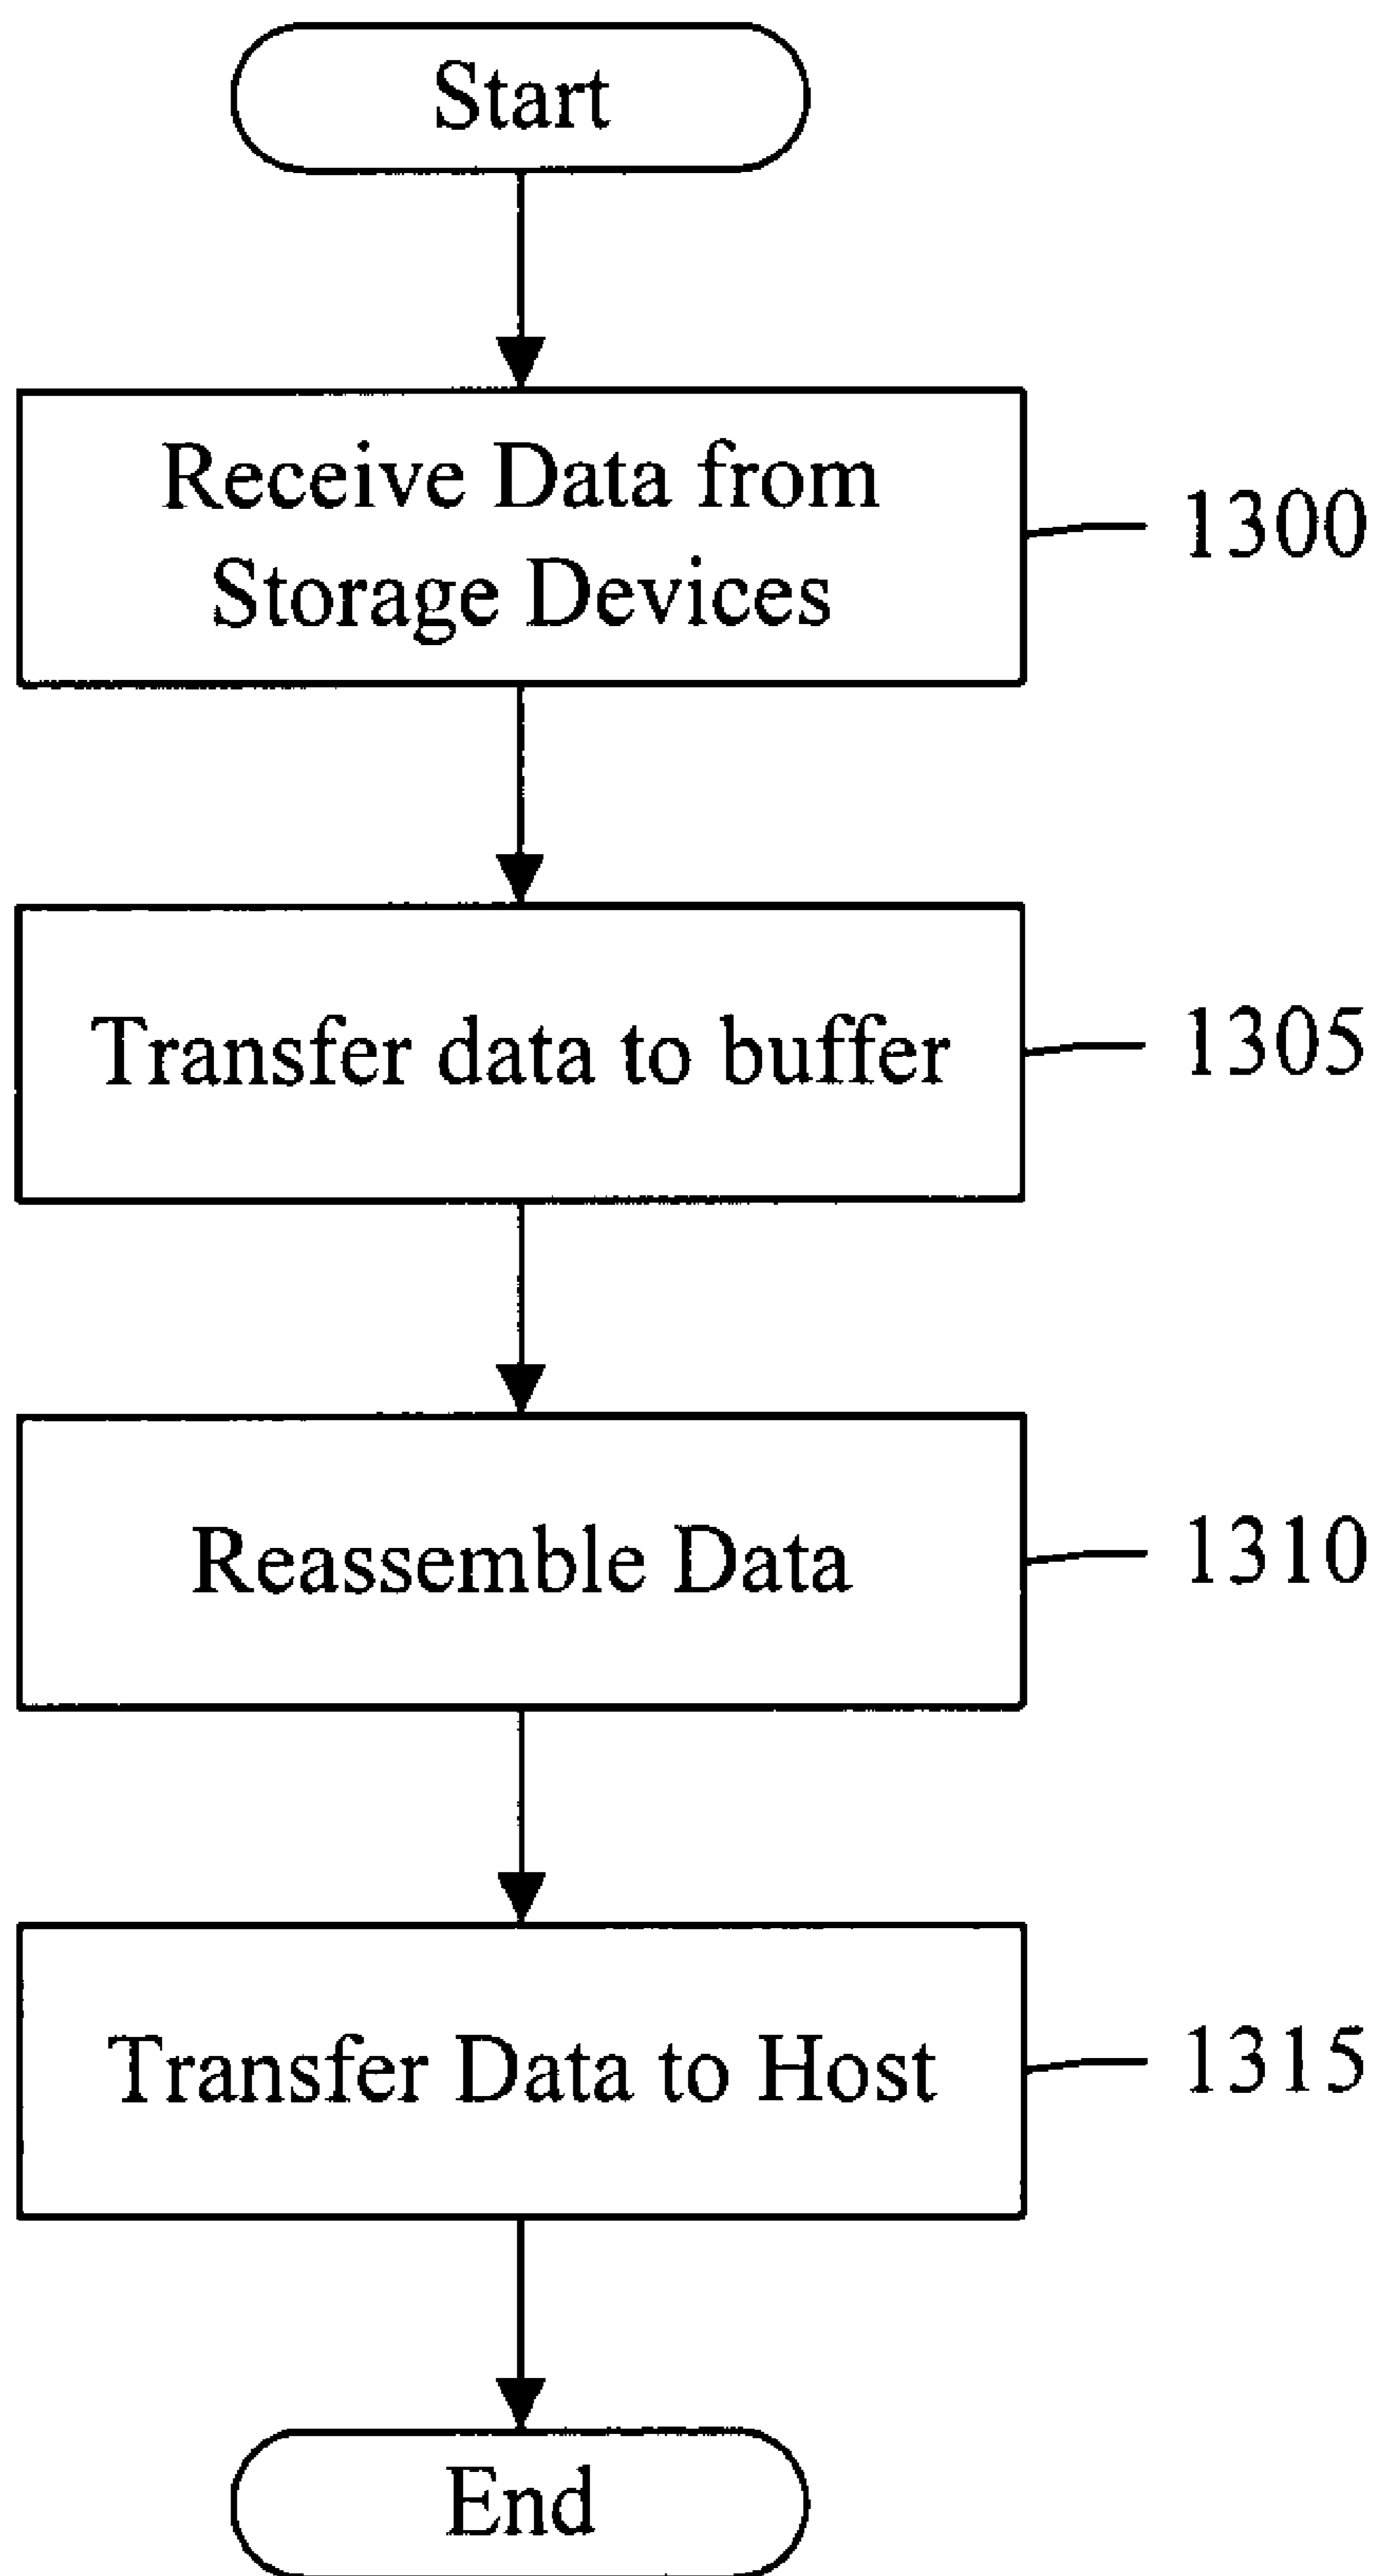 Start
Receive Data from
Storage Devices
1300
Transfer data to buffer
1305
Reassemble Data
1310
Transfer Data to Host
1315
End